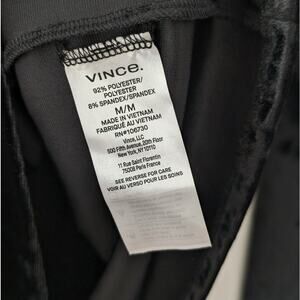 VINCE.
92% POLYESTER/
POLYESTER
8% SPANDEX/SPANDEX
M/M
MADE IN VIETNAM
FABRIQUÉ AU VIETNAM
RN#106730
Vince, LLC
500 Fifth Avenue, 20th Floor
New York, NY 10110
11 Rue Saint Florentin
75008 Paris France
SEE REVERSE FOR CARE
VOIR AU VERSO POUR LES SOINS